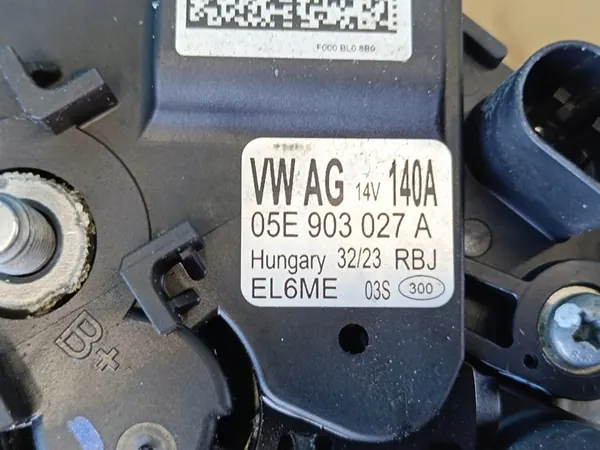 F000 BL0 8B9
VW AG 14V 140A
05E 903 027 A
Hungary 32/23 RBJ
EL6ME 03S 300
B+